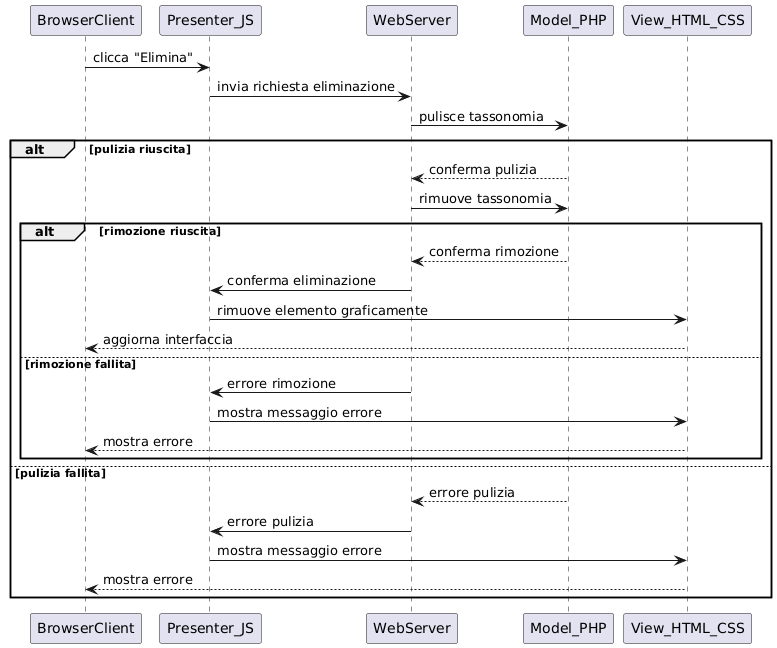 BrowserClient Presenter_JS WebServer Model_PHP View_HTML_CSS
clicca "Elimina"
invia richiesta eliminazione
pulisce tassonomia
alt [pulizia riuscita]
conferma pulizia
rimuove tassonomia
alt [rimozione riuscita]
conferma rimozione
conferma eliminazione
rimuove elemento graficamente
aggiorna interfaccia
[rimozione fallita]
errore rimozione
mostra messaggio errore
mostra errore
[pulizia fallita]
errore pulizia
errore pulizia
mostra messaggio errore
mostra errore
BrowserClient Presenter_JS WebServer Model_PHP View_HTML_CSS